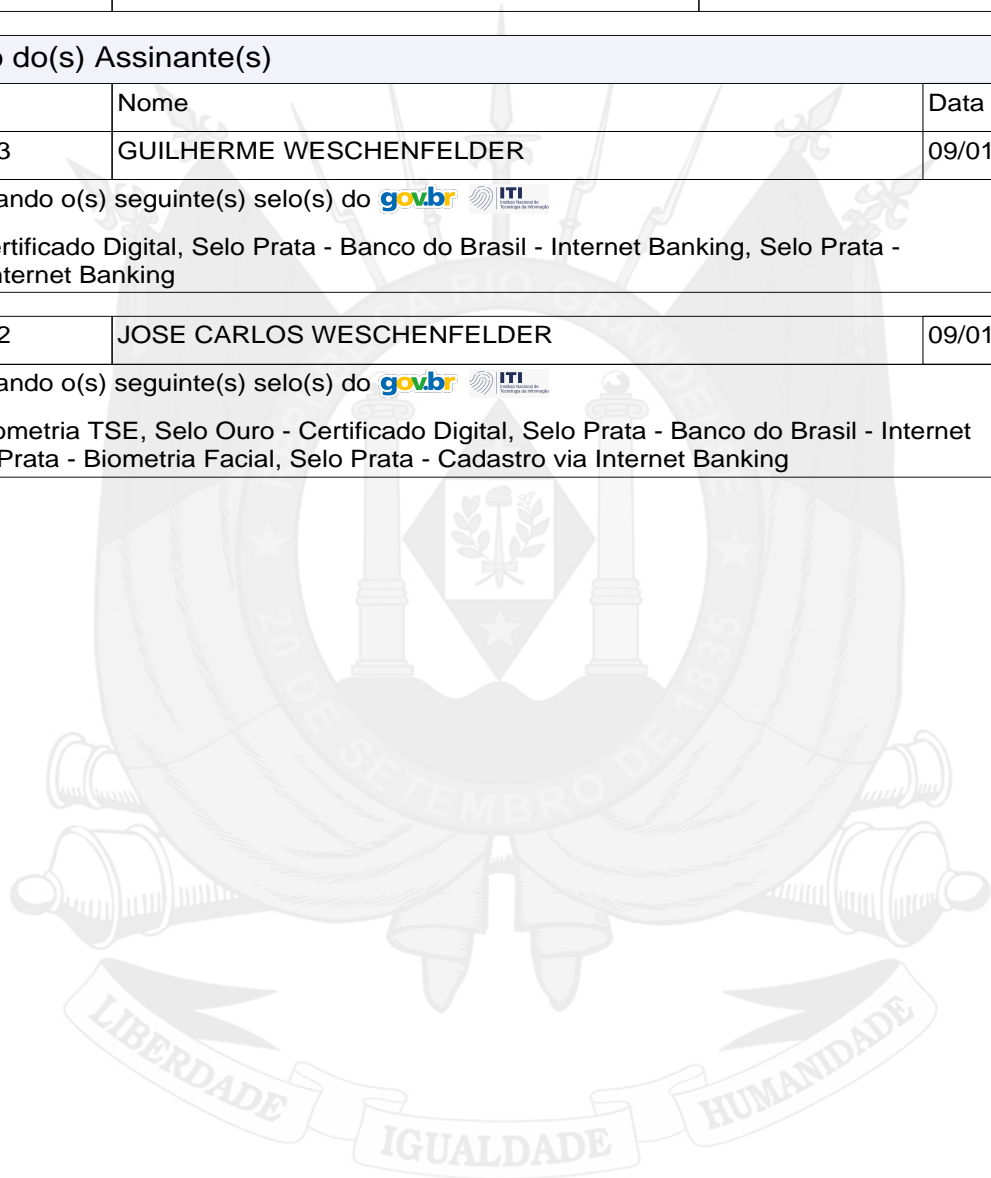 o do(s) Assinante(s)
Nome Data
3 GUILHERME WESCHENFELDER 09/01
ando o(s) seguinte(s) selo(s) do gov.br ITI
ertificado Digital, Selo Prata - Banco do Brasil - Internet Banking, Selo Prata -
nternet Banking
2 JOSE CARLOS WESCHENFELDER 09/01
ando o(s) seguinte(s) selo(s) do gov.br ITI
ometria TSE, Selo Ouro - Certificado Digital, Selo Prata - Banco do Brasil - Internet
Prata - Biometria Facial, Selo Prata - Cadastro via Internet Banking
20 DE SETEMBRO DE 1835
LIBERDADE
IGUALDADE
HUMANIDADE